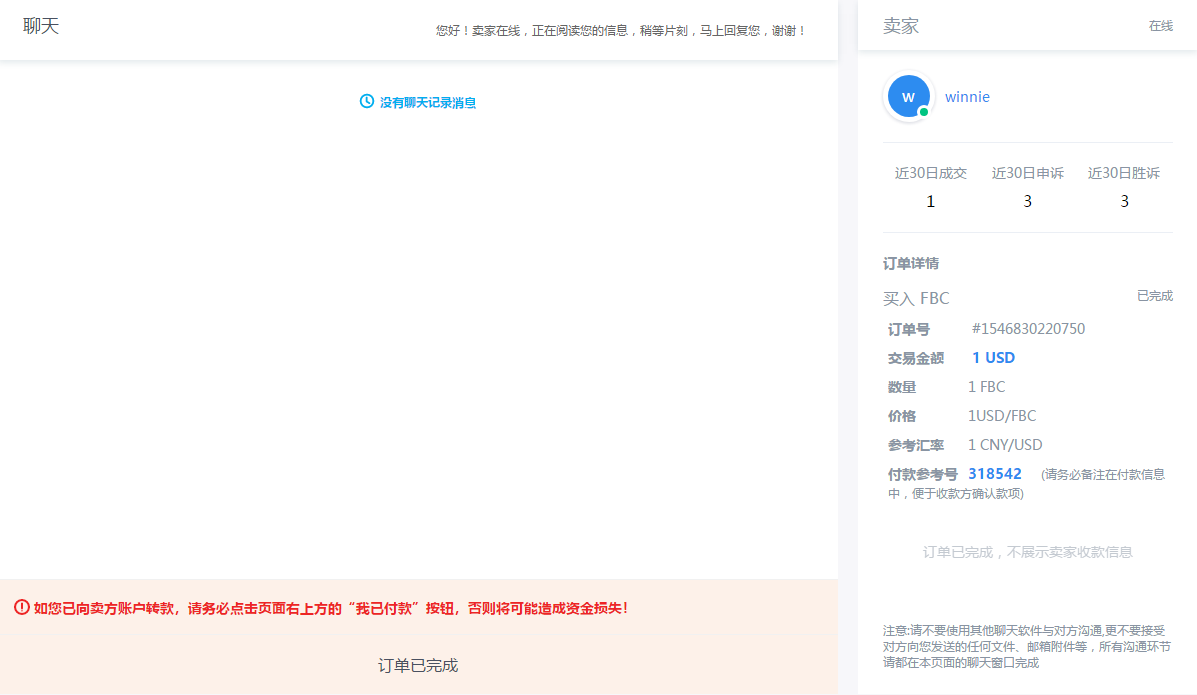 聊天
您好！卖家在线，正在阅读您的信息，稍等片刻，马上回复您，谢谢！
没有聊天记录消息
如您已向卖方账户转款，请务必点击页面右上方的“我已付款”按钮，否则将可能造成资金损失！
订单已完成
卖家 在线
w winnie
近30日成交 近30日申诉 近30日胜诉
1 3 3
订单详情
买入 FBC 已完成
订单号 #1546830220750
交易金额 1 USD
数量 1 FBC
价格 1USD/FBC
参考汇率 1 CNY/USD
付款参考号 318542 (请务必备注在付款信息
中，便于收款方确认款项)
订单已完成，不展示卖家收款信息
注意:请不要使用其他聊天软件与对方沟通,更不要接受
对方向您发送的任何文件、邮箱附件等，所有沟通环节
请都在本页面的聊天窗口完成